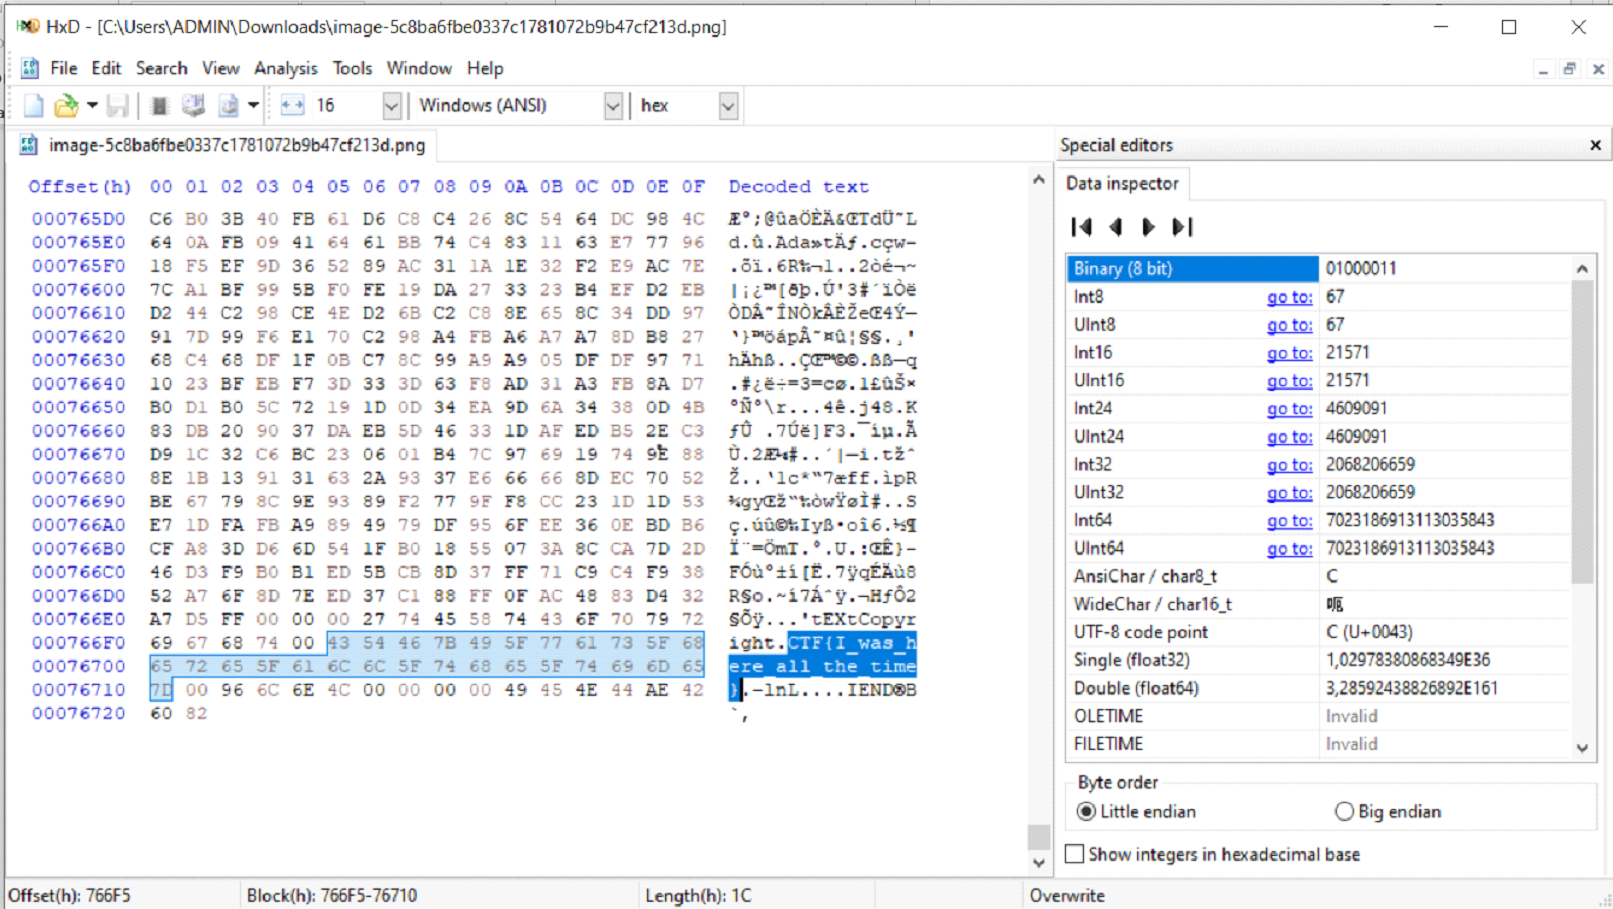 HxD - [C:\Users\ADMIN\Downloads\image-5c8ba6fbe0337c1781072b9b47cf213d.png]
File Edit Search View Analysis Tools Window Help
16 Windows (ANSI) hex
image-5c8ba6fbe0337c1781072b9b47cf213d.png
Offset(h) 00 01 02 03 04 05 06 07 08 09 0A 0B 0C 0D 0E 0F Decoded text
000765D0 C6 B0 3B 40 FB 61 D6 C8 C4 26 8C 54 64 DC 98 4C Æ°;@ûaÖÈÄ&ŒTdÜ˜L
000765E0 64 0A FB 09 41 64 61 BB 74 C4 83 11 63 E7 77 96 d.û.Ada»tÄƒ.cçw–
000765F0 18 F5 EF 9D 36 52 89 AC 31 1A 1E 32 F2 E9 AC 7E .õï.6R‰¬1..2òé¬~
00076600 7C A1 BF 99 5B F0 FE 19 DA 27 33 23 B4 EF D2 EB |¡¿™[ðþ.Ú'3#´ïÒë
00076610 D2 44 C2 98 CE 4E D2 6B C2 C8 8E 65 8C 34 DD 97 ÒDÂ˜ÎNÒkÂÈŽeŒ4Ý—
00076620 91 7D 99 F6 E1 70 C2 98 A4 FB A6 A7 A7 8D B8 27 ‘}™öápÂ˜¤û¦§§.¸'
00076630 68 C4 68 DF 1F 0B C7 8C 99 A9 A9 05 DF DF 97 71 hÄhß..ÇŒ™©©.ßß—q
00076640 10 23 BF EB F7 3D 33 3D 63 F8 AD 31 A3 FB 8A D7 .#¿ë÷=3=cø.1£ûŠ×
00076650 B0 D1 B0 5C 72 19 1D 0D 34 EA 9D 6A 34 38 0D 4B °Ñ°\r...4ê.j48.K
00076660 83 DB 20 90 37 DA EB 5D 46 33 1D AF ED B5 2E C3 ƒÛ .7Úë]F3.¯íµ.Ã
00076670 D9 1C 32 C6 BC 23 06 01 B4 7C 97 69 19 74 9E 88 Ù.2Æ¼#..´|—i.tžˆ
00076680 8E 1B 13 91 31 63 2A 93 37 E6 66 66 8D EC 70 52 Ž..‘1c*“7æff.ìpR
00076690 BE 67 79 8C 9E 93 89 F2 77 9F F8 CC 23 1D 1D 53 ¾gyŒž“‰òwŸøÌ#..S
000766A0 E7 1D FA FB A9 89 49 79 DF 95 6F EE 36 0E BD B6 ç.úû©‰Iyß•oî6.½¶
000766B0 CF A8 3D D6 6D 54 1F B0 18 55 07 3A 8C CA 7D 2D Ï¨=ÖmT.°.U.:ŒÊ}-
000766C0 46 D3 F9 B0 B1 ED 5B CB 8D 37 FF 71 C9 C4 F9 38 FÓù°±í[Ë.7ÿqÉÄù8
000766D0 52 A7 6F 8D 7E ED 37 C1 88 FF 0F AC 48 83 D4 32 R§o.~í7Áˆÿ.¬HƒÔ2
000766E0 A7 D5 FF 00 00 00 27 74 45 58 74 43 6F 70 79 72 §Õÿ...'tEXtCopyr
000766F0 69 67 68 74 00 43 54 46 7B 49 5F 77 61 73 5F 68 ight.CTF{I_was_h
00076700 65 72 65 5F 61 6C 6C 5F 74 68 65 5F 74 69 6D 65 ere_all_the_time
00076710 7D 00 96 6C 6E 4C 00 00 00 00 49 45 4E 44 AE 42 }.–lnL....IEND®B
00076720 60 82 `‚
Special editors
Data inspector
Binary (8 bit) 01000011
Int8 go to: 67
UInt8 go to: 67
Int16 go to: 21571
UInt16 go to: 21571
Int24 go to: 4609091
UInt24 go to: 4609091
Int32 go to: 2068206659
UInt32 go to: 2068206659
Int64 go to: 7023186913113035843
UInt64 go to: 7023186913113035843
AnsiChar / char8_t C
WideChar / char16_t 呃
UTF-8 code point C (U+0043)
Single (float32) 1,02978380868349E36
Double (float64) 3,28592438826892E161
OLETIME Invalid
FILETIME Invalid
Byte order
Little endian Big endian
Show integers in hexadecimal base
Offset(h): 766F5 Block(h): 766F5-76710 Length(h): 1C Overwrite